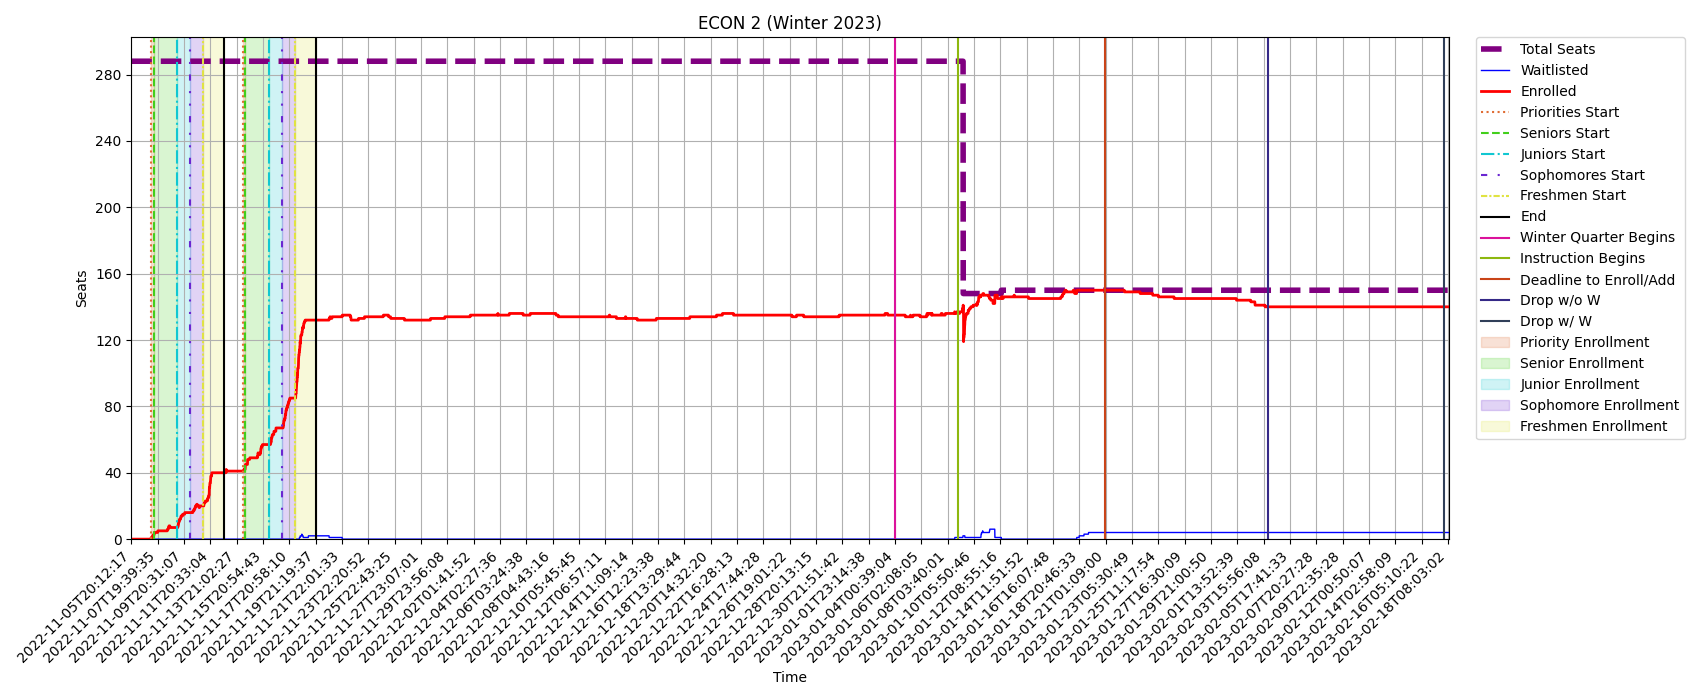 ECON 2 (Winter 2023)
280
240
200
160
120
80
40
0
Seats
2022-11-05T20:12:17
2022-11-07T19:39:35
2022-11-09T20:31:07
2022-11-11T20:33:04
2022-11-13T21:02:27
2022-11-15T20:54:43
2022-11-17T20:58:10
2022-11-19T21:19:37
2022-11-21T22:01:33
2022-11-23T22:20:52
2022-11-25T22:43:25
2022-11-27T23:07:01
2022-11-29T23:56:08
2022-12-02T01:41:52
2022-12-04T02:27:36
2022-12-06T03:24:38
2022-12-08T04:43:16
2022-12-10T05:45:45
2022-12-12T06:57:11
2022-12-14T11:09:14
2022-12-16T12:23:38
2022-12-18T13:29:44
2022-12-20T14:32:20
2022-12-22T16:28:13
2022-12-24T17:44:28
2022-12-26T19:01:22
2022-12-28T20:13:15
2022-12-30T21:51:42
2023-01-01T23:14:38
2023-01-04T00:39:04
2023-01-06T02:08:05
2023-01-08T03:40:01
2023-01-10T05:50:46
2023-01-12T08:55:16
2023-01-14T11:51:52
2023-01-16T16:07:48
2023-01-18T20:46:33
2023-01-21T01:09:00
2023-01-23T05:30:49
2023-01-25T11:17:54
2023-01-27T16:30:09
2023-01-29T21:00:50
2023-02-01T13:52:39
2023-02-03T15:56:08
2023-02-05T17:41:33
2023-02-07T20:27:28
2023-02-09T22:35:28
2023-02-12T00:50:07
2023-02-14T02:58:09
2023-02-16T05:10:22
2023-02-18T08:03:02
Time
Total Seats
Waitlisted
Enrolled
Priorities Start
Seniors Start
Juniors Start
Sophomores Start
Freshmen Start
End
Winter Quarter Begins
Instruction Begins
Deadline to Enroll/Add
Drop w/o W
Drop w/ W
Priority Enrollment
Senior Enrollment
Junior Enrollment
Sophomore Enrollment
Freshmen Enrollment